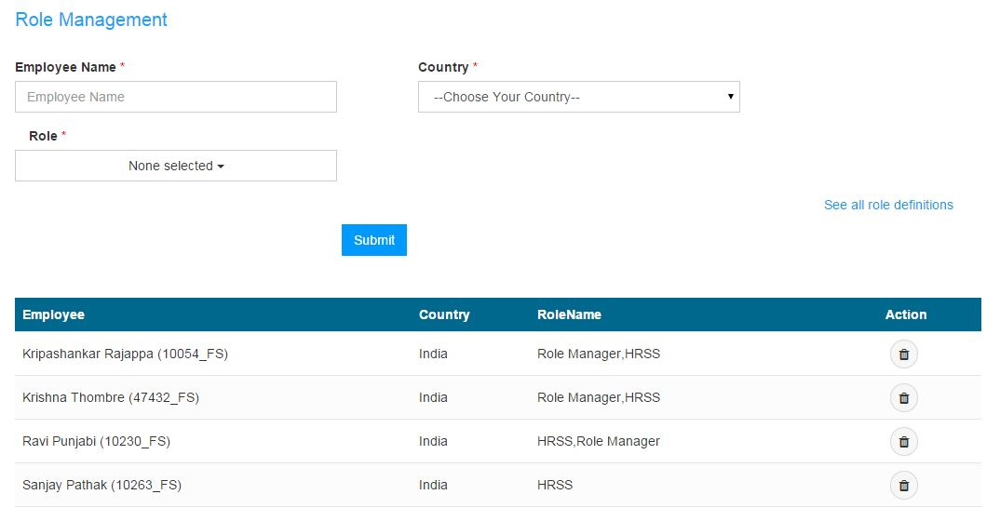 Role Management
Employee Name * Country *
Employee Name --Choose Your Country--
Role *
None selected
See all role definitions
Submit
Employee Country RoleName Action
Kripashankar Rajappa (10054_FS) India Role Manager,HRSS
Krishna Thombre (47432_FS) India Role Manager,HRSS
Ravi Punjabi (10230_FS) India HRSS,Role Manager
Sanjay Pathak (10263_FS) India HRSS